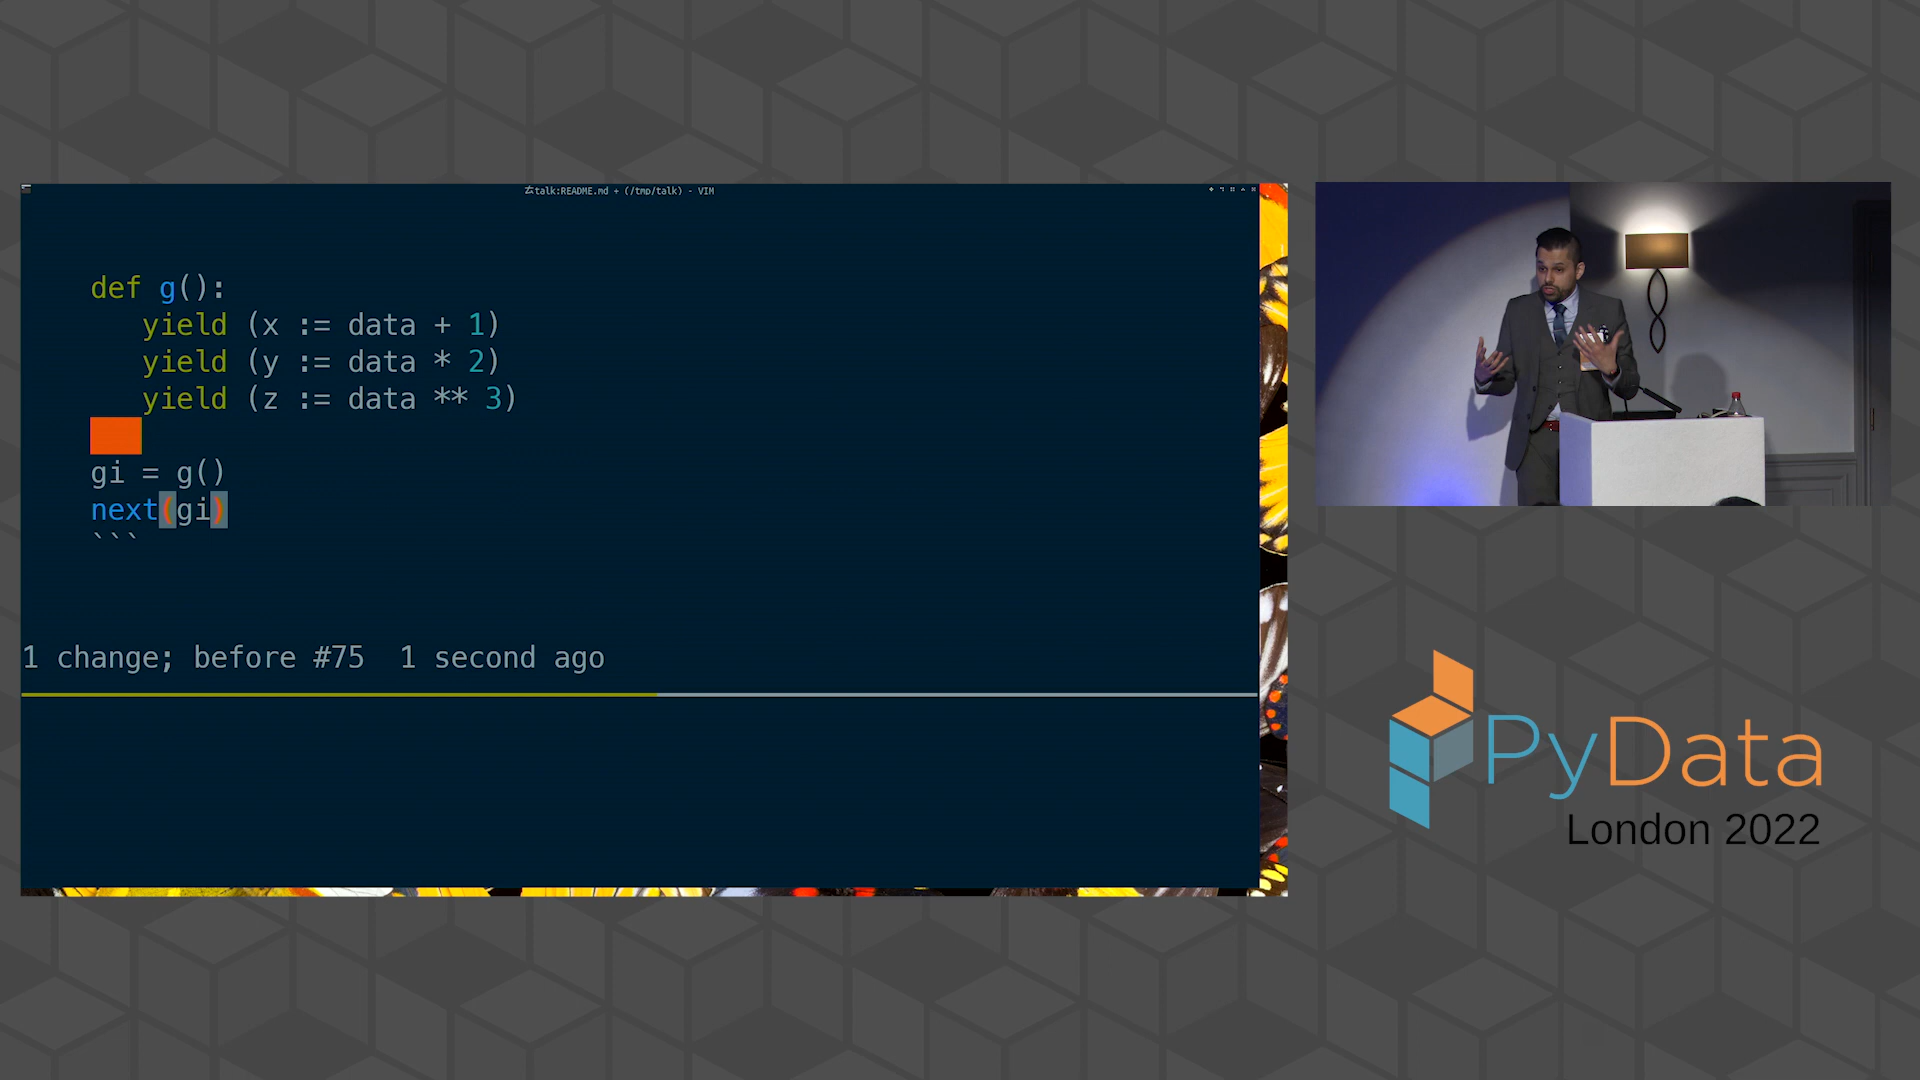 talk:README.md + (/tmp/talk) - VIM
def g():
yield (x := data + 1)
yield (y := data * 2)
yield (z := data ** 3)
gi = g()
next(gi)
```
1 change; before #75 1 second ago
PyData
London 2022